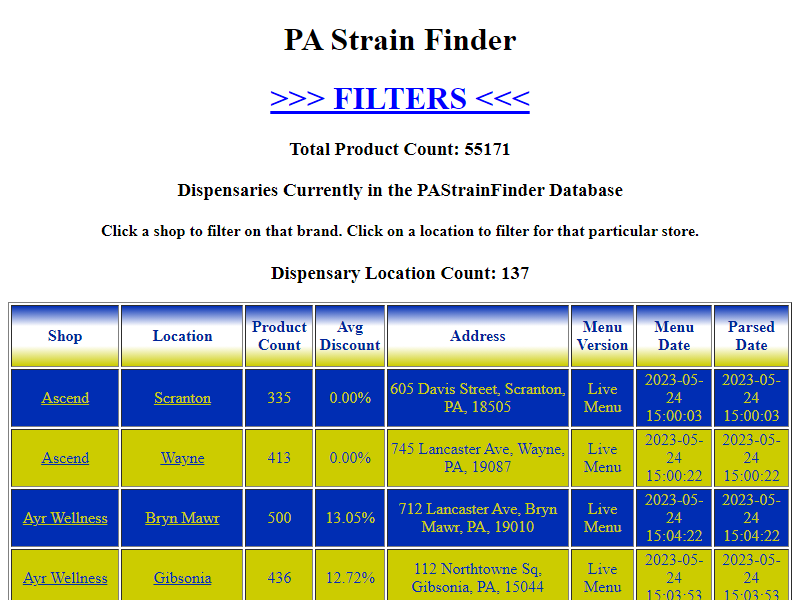 PA Strain Finder
>>> FILTERS <<<
Total Product Count: 55171
Dispensaries Currently in the PAStrainFinder Database
Click a shop to filter on that brand. Click on a location to filter for that particular store.
Dispensary Location Count: 137
Shop Location Product Count Avg Discount Address Menu Version Menu Date Parsed Date
Ascend Scranton 335 0.00% 605 Davis Street, Scranton, PA, 18505 Live Menu 2023-05-24 15:00:03 2023-05-24 15:00:03
Ascend Wayne 413 0.00% 745 Lancaster Ave, Wayne, PA, 19087 Live Menu 2023-05-24 15:00:22 2023-05-24 15:00:22
Ayr Wellness Bryn Mawr 500 13.05% 712 Lancaster Ave, Bryn Mawr, PA, 19010 Live Menu 2023-05-24 15:04:22 2023-05-24 15:04:22
Ayr Wellness Gibsonia 436 12.72% 112 Northtowne Sq, Gibsonia, PA, 15044 Live Menu 2023-05-24 15:03:53 2023-05-24 15:03:53